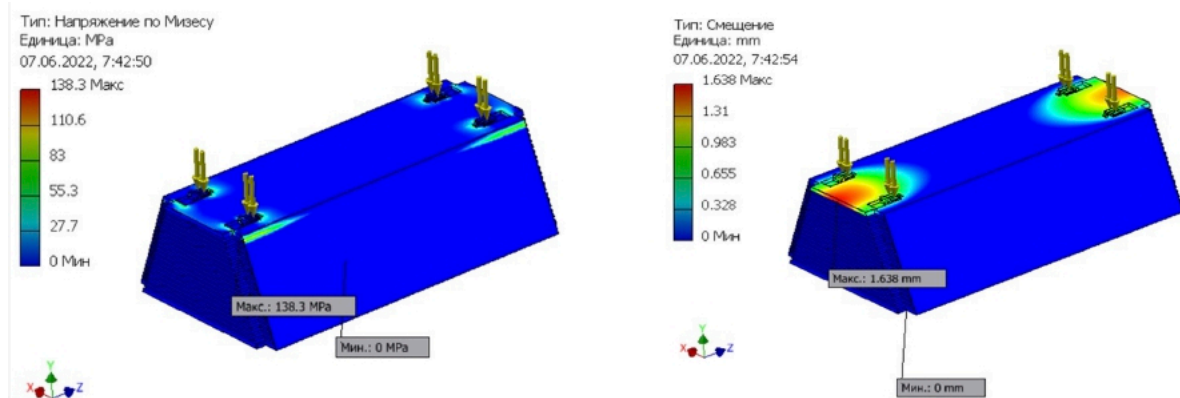 Тип: Напряжение по Мизесу
Единица: MPa
07.06.2022, 7:42:50
138.3 Макс
110.6
83
55.3
27.7
0 Мин
Макс.: 138.3 MPa
Мин.: 0 MPa
Y
X
Z
Тип: Смещение
Единица: mm
07.06.2022, 7:42:54
1.638 Макс
1.31
0.983
0.655
0.328
0 Мин
Макс.: 1.638 mm
Мин.: 0 mm
Y
X
Z